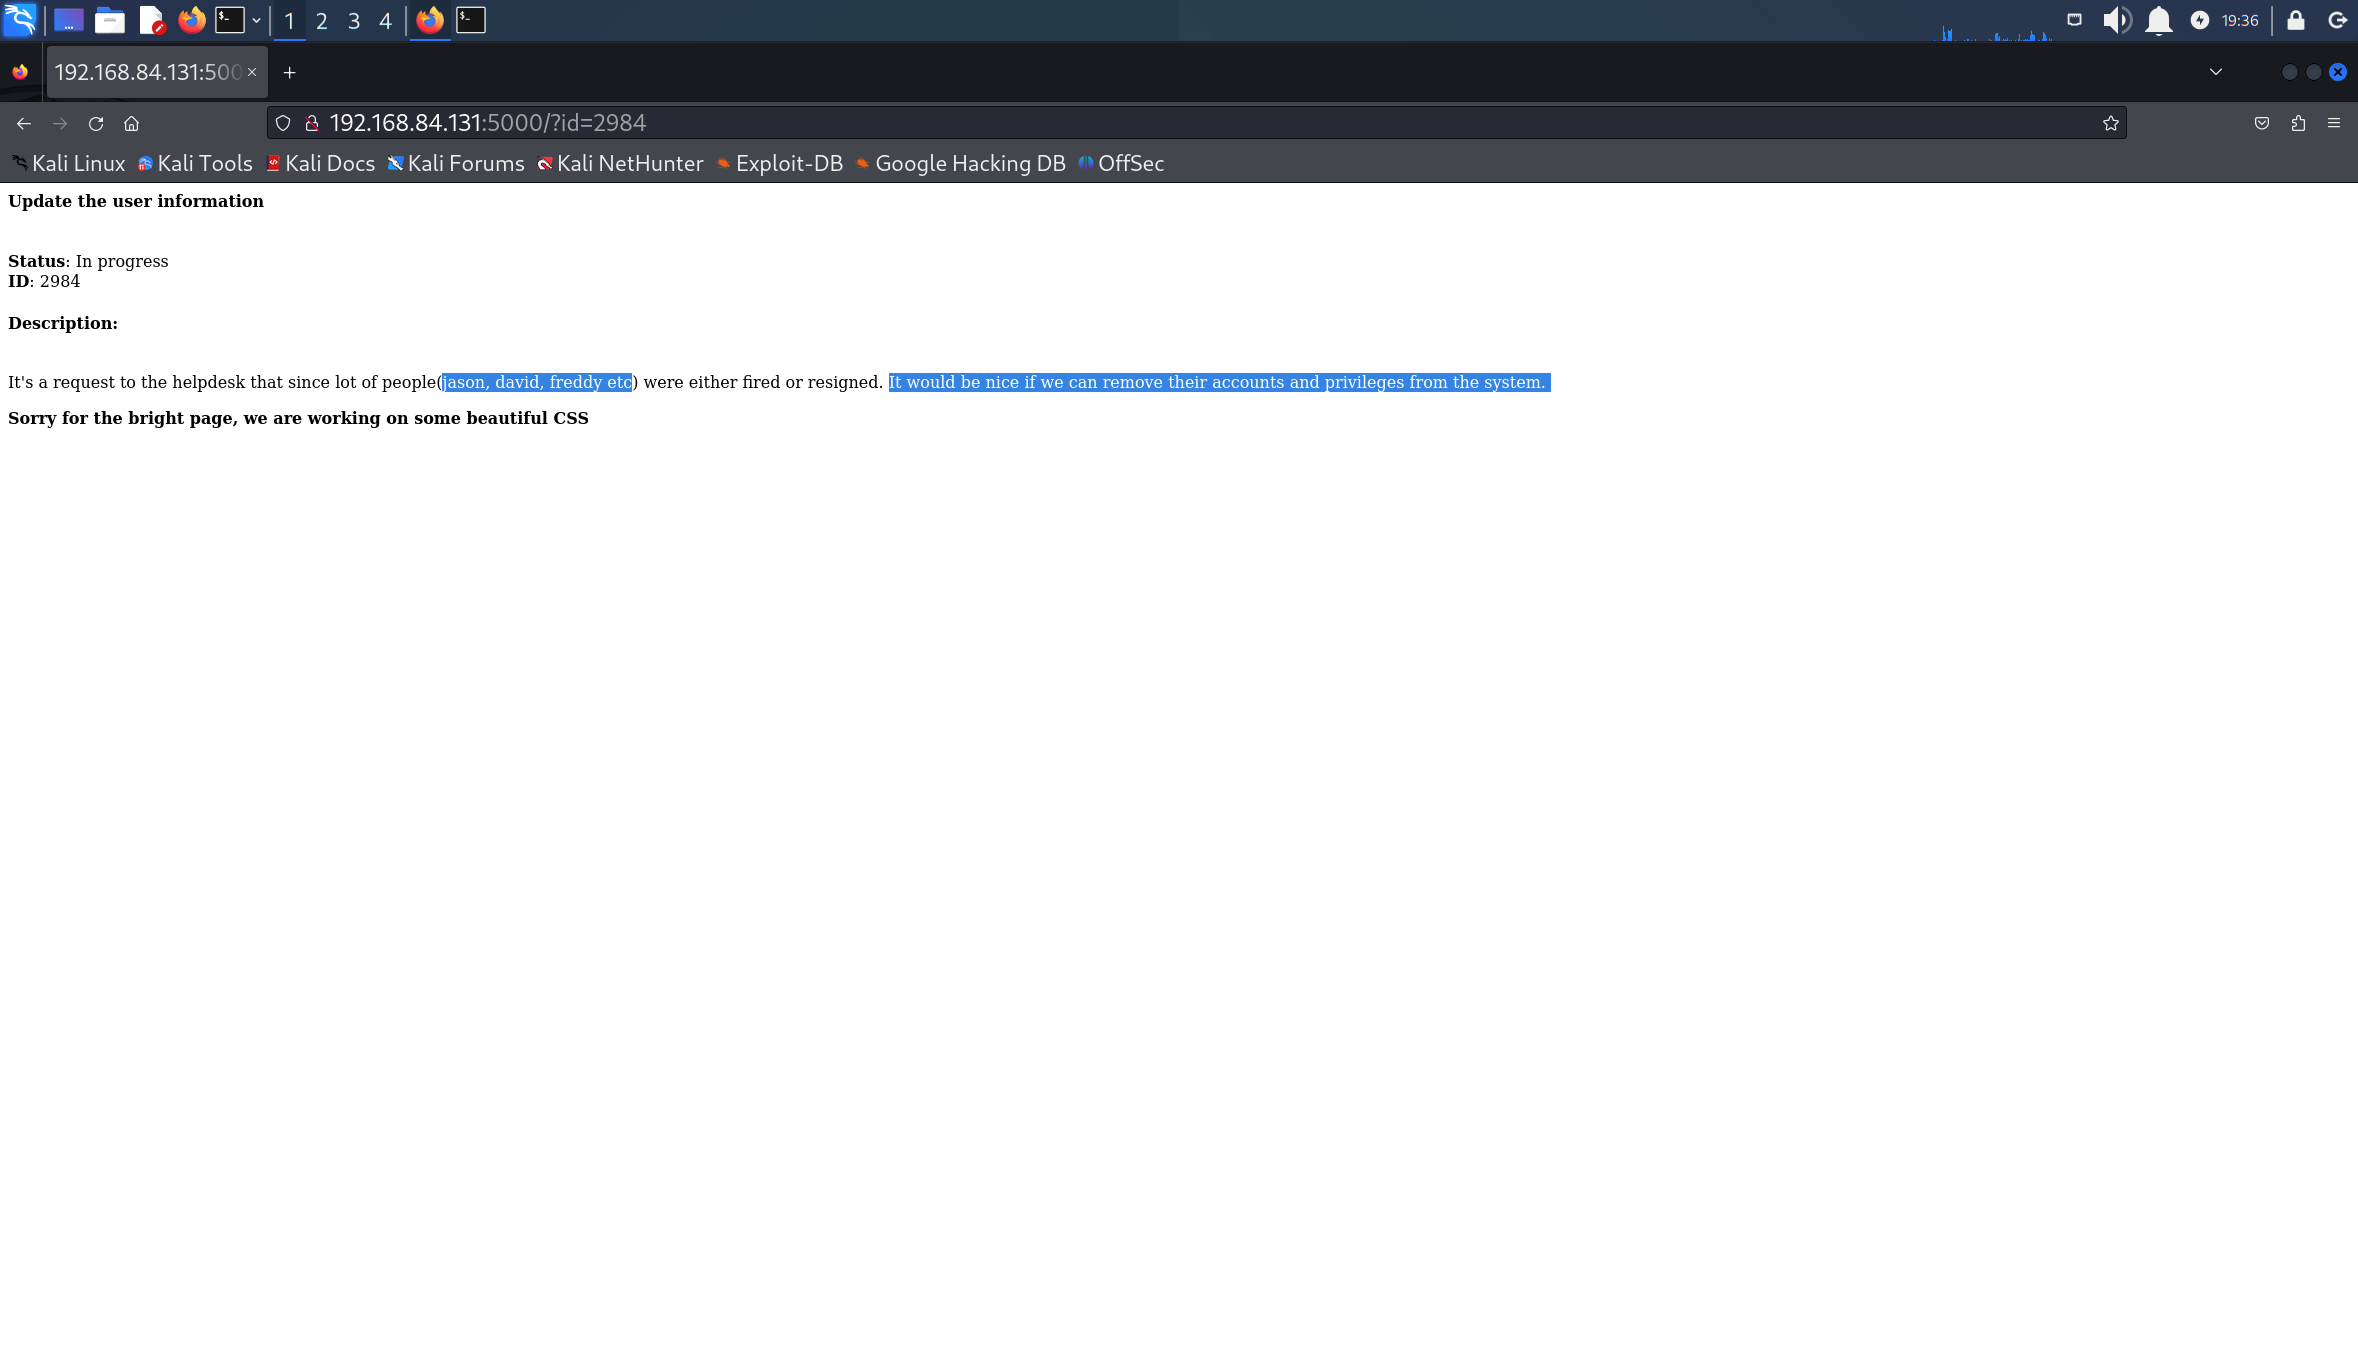 1 2 3 4 19:36
192.168.84.131:500
192.168.84.131:5000/?id=2984
Kali Linux Kali Tools Kali Docs Kali Forums Kali NetHunter Exploit-DB Google Hacking DB OffSec
Update the user information
Status: In progress
ID: 2984
Description:
It's a request to the helpdesk that since lot of people(jason, david, freddy etc) were either fired or resigned. It would be nice if we can remove their accounts and privileges from the system.
Sorry for the bright page, we are working on some beautiful CSS